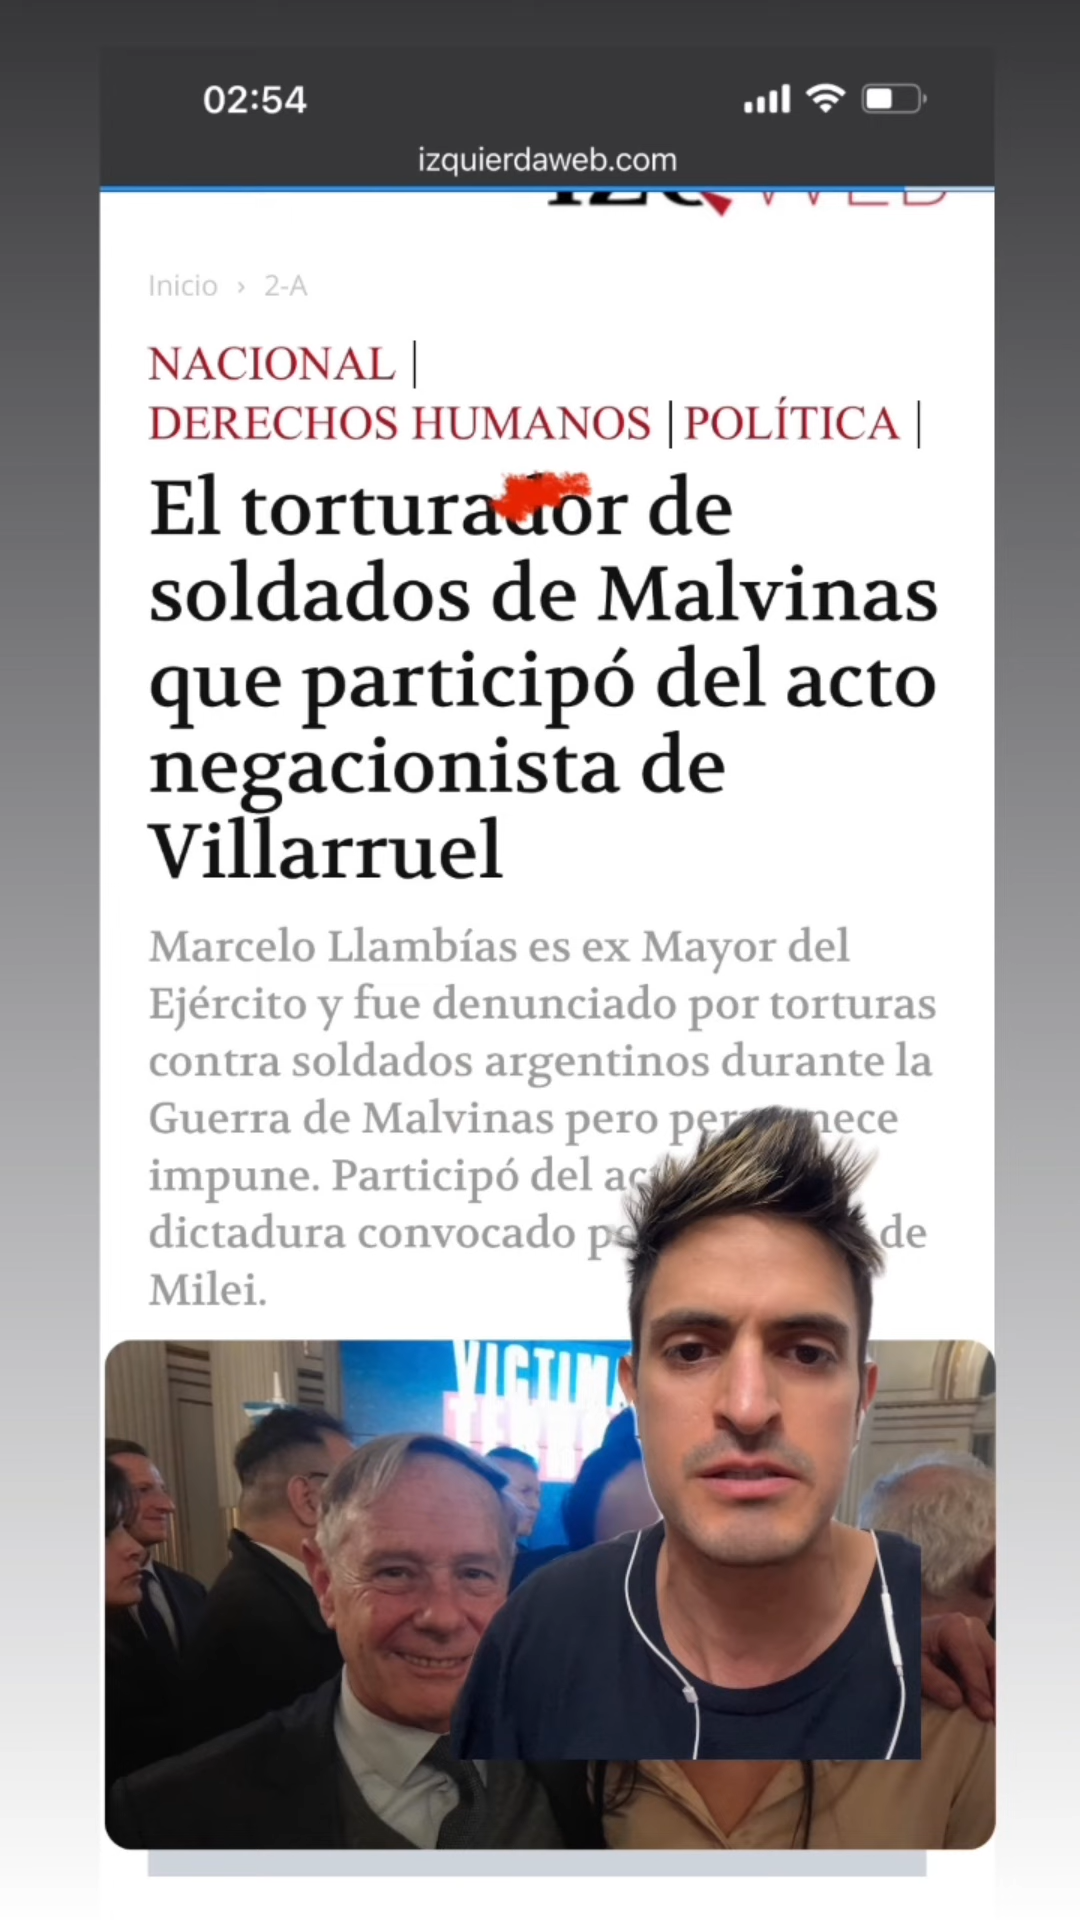 02:54
izquierdaweb.com
Inicio › 2-A
NACIONAL |
DERECHOS HUMANOS | POLÍTICA |
El torturador de
soldados de Malvinas
que participó del acto
negacionista de
Villarruel
Marcelo Llambías es ex Mayor del
Ejército y fue denunciado por torturas
contra soldados argentinos durante la
Guerra de Malvinas pero
impune. Participó del
dictadura convocado de
Milei.